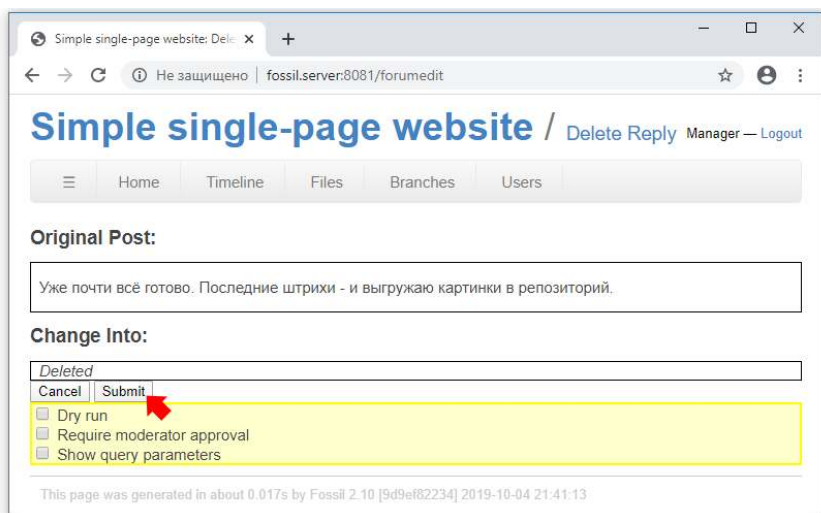 Simple single-page website: Dele
Не защищено | fossil.server:8081/forumedit
Simple single-page website / Delete Reply Manager — Logout
☰ Home Timeline Files Branches Users
Original Post:
Уже почти всё готово. Последние штрихи - и выгружаю картинки в репозиторий.
Change Into:
Deleted
Cancel Submit
Dry run
Require moderator approval
Show query parameters
This page was generated in about 0.017s by Fossil 2.10 [9d9ef82234] 2019-10-04 21:41:13